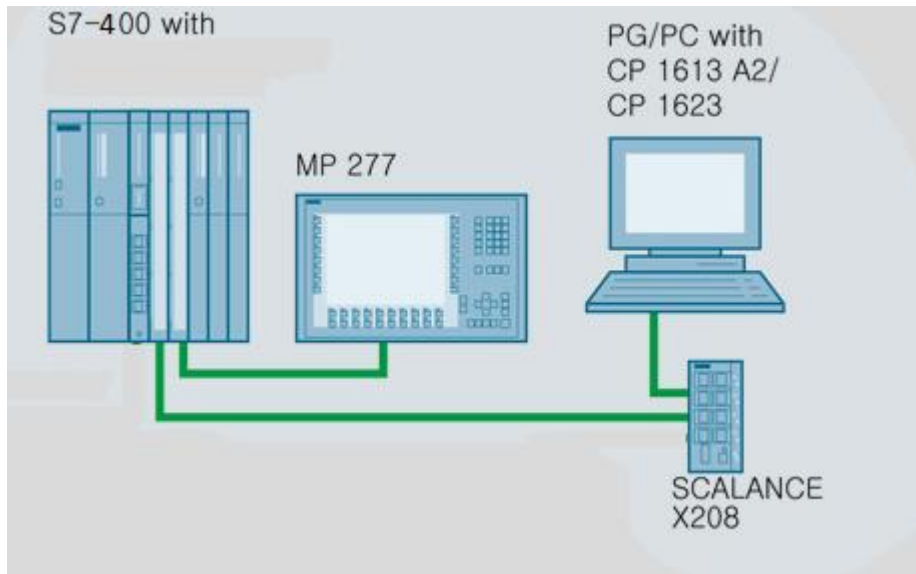 S7-400 with
PG/PC with
CP 1613 A2/
CP 1623
MP 277
SCALANCE
X208